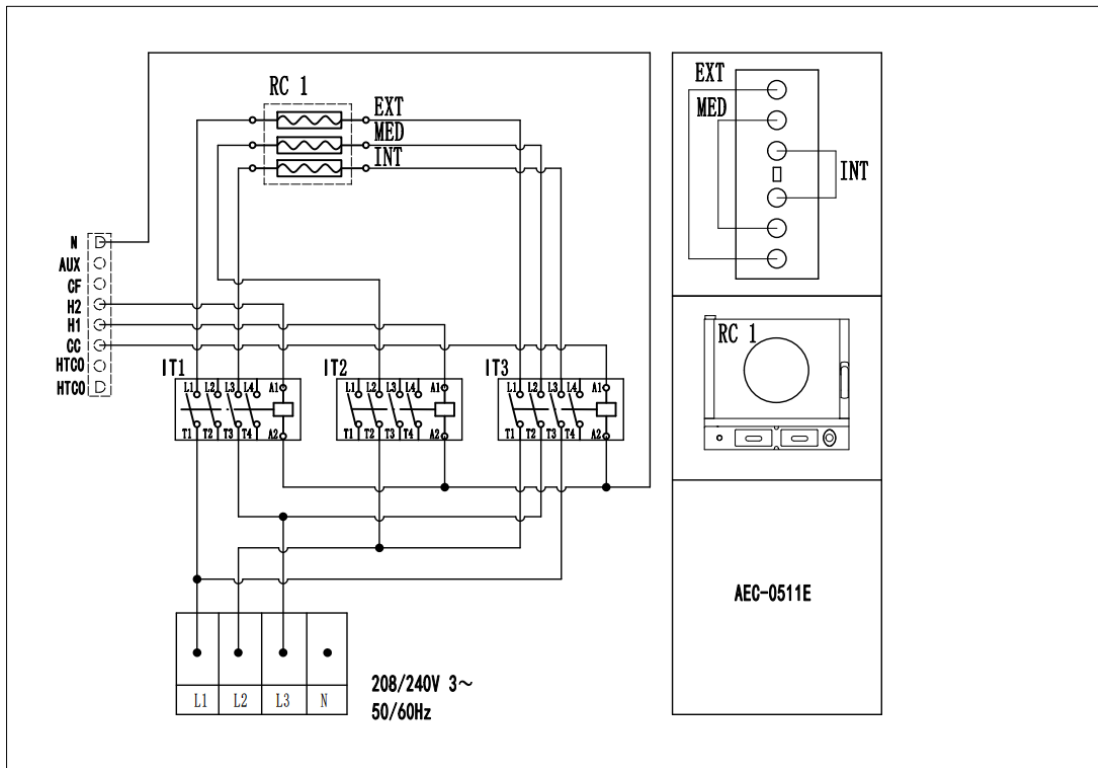 RC 1
EXT
MED
INT
N
AUX
CF
H2
H1
CC
HTCO
HTCO
IT1
L1 L2 L3 L4 A1
T1 T2 T3 T4 A2
IT2
L1 L2 L3 L4 A1
T1 T2 T3 T4 A2
IT3
L1 L2 L3 L4 A1
T1 T2 T3 T4 A2
L1 L2 L3 N
208/240V 3～
50/60Hz
EXT
MED
INT
RC 1
AEC-0511E